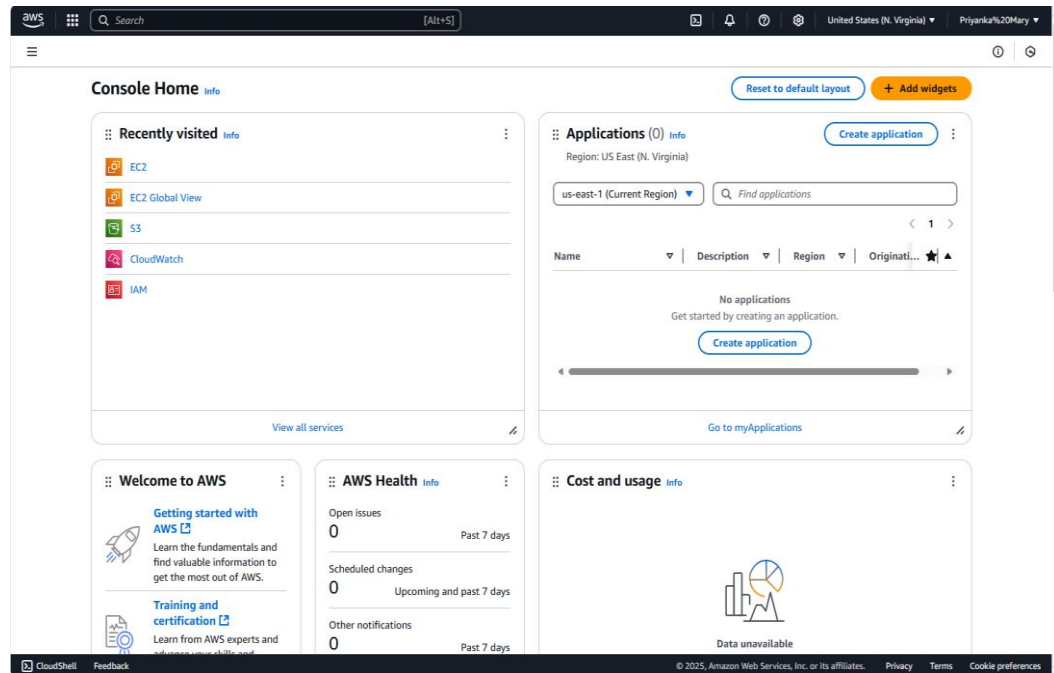 aws
Search [Alt+S]
United States (N. Virginia)
Priyanka%20Mary
Console Home Info
Reset to default layout
+ Add widgets
Recently visited Info
EC2
EC2 Global View
S3
CloudWatch
IAM
View all services
Applications (0) Info
Create application
Region: US East (N. Virginia)
us-east-1 (Current Region)
Find applications
1
Name Description Region Originati...
No applications
Get started by creating an application.
Create application
Go to myApplications
Welcome to AWS
Getting started with
AWS
Learn the fundamentals and
find valuable information to
get the most out of AWS.
Training and
certification
Learn from AWS experts and
advance your skills and
AWS Health Info
Open issues
0 Past 7 days
Scheduled changes
0 Upcoming and past 7 days
Other notifications
0 Past 7 days
Cost and usage Info
Data unavailable
CloudShell Feedback
© 2025, Amazon Web Services, Inc. or its affiliates. Privacy Terms Cookie preferences